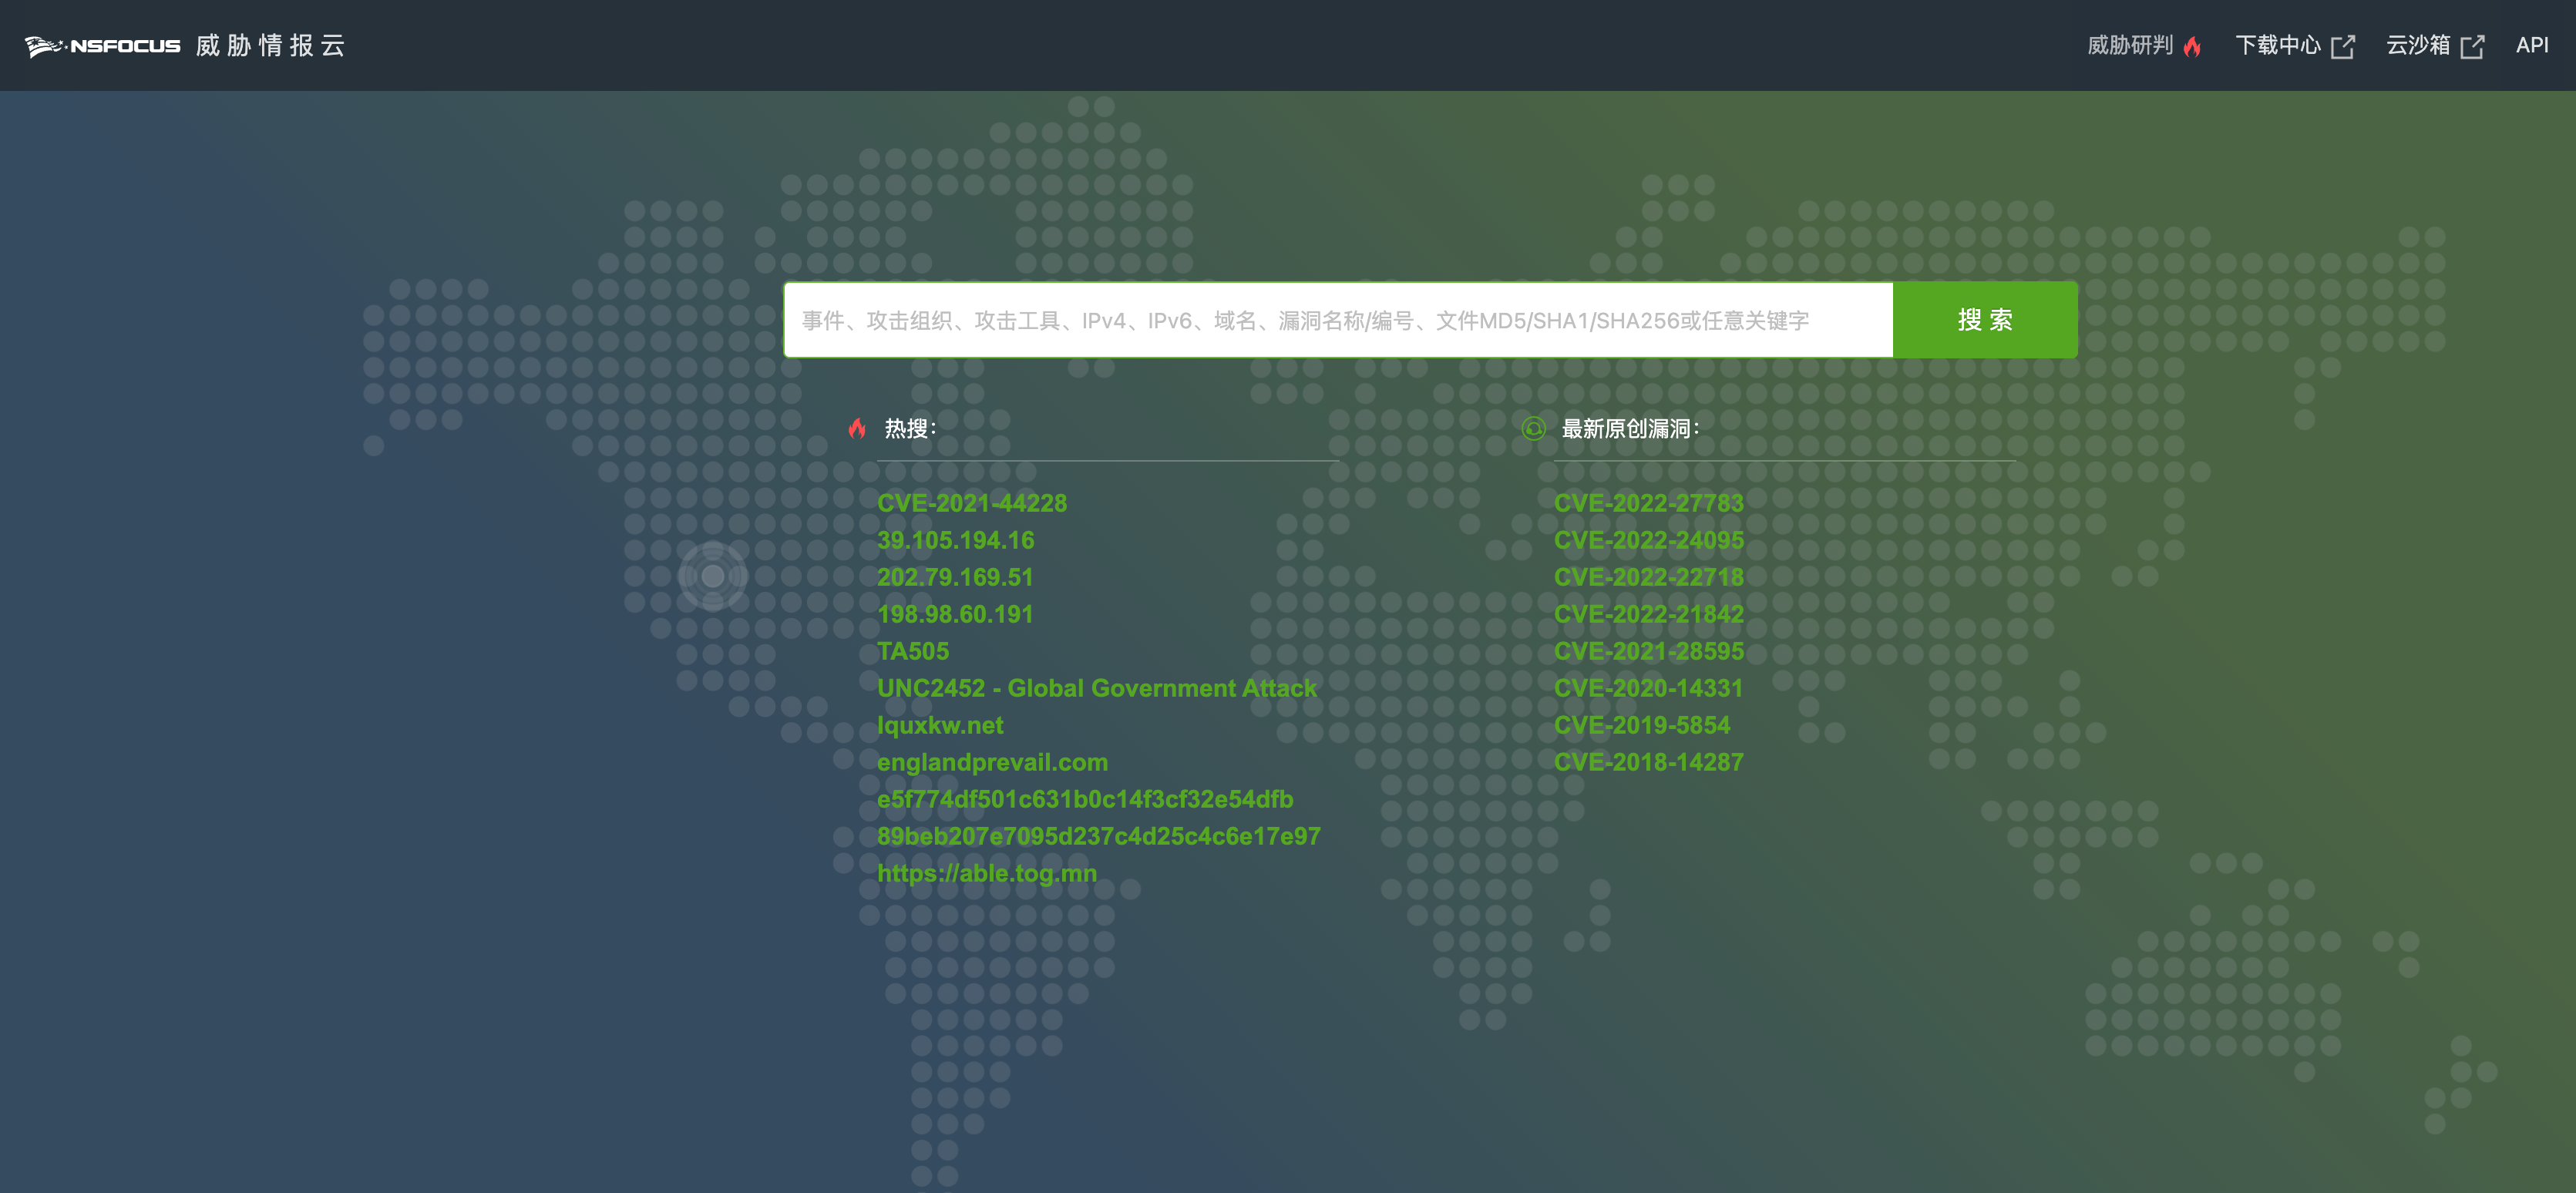 NSFOCUS 威胁情报云
威胁研判
下载中心
云沙箱
API
事件、攻击组织、攻击工具、IPv4、IPv6、域名、漏洞名称/编号、文件MD5/SHA1/SHA256或任意关键字
搜 索
热搜：
CVE-2021-44228
39.105.194.16
202.79.169.51
198.98.60.191
TA505
UNC2452 - Global Government Attack
lquxkw.net
englandprevail.com
e5f774df501c631b0c14f3cf32e54dfb
89beb207e7095d237c4d25c4c6e17e97
https://able.tog.mn
最新原创漏洞：
CVE-2022-27783
CVE-2022-24095
CVE-2022-22718
CVE-2022-21842
CVE-2021-28595
CVE-2020-14331
CVE-2019-5854
CVE-2018-14287